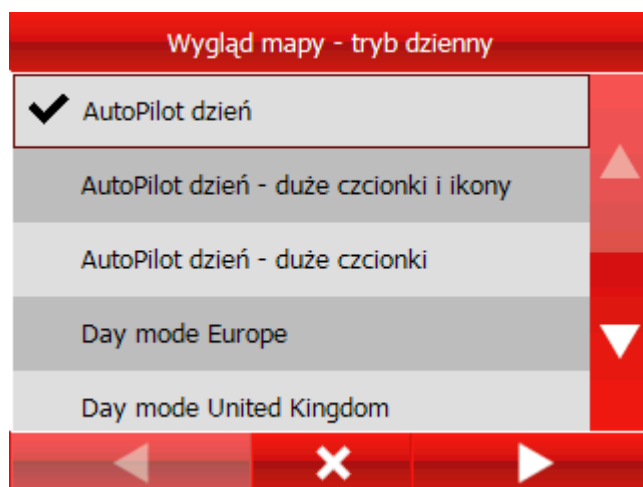 Wygląd mapy - tryb dzienny
AutoPilot dzień
AutoPilot dzień - duże czcionki i ikony
AutoPilot dzień - duże czcionki
Day mode Europe
Day mode United Kingdom